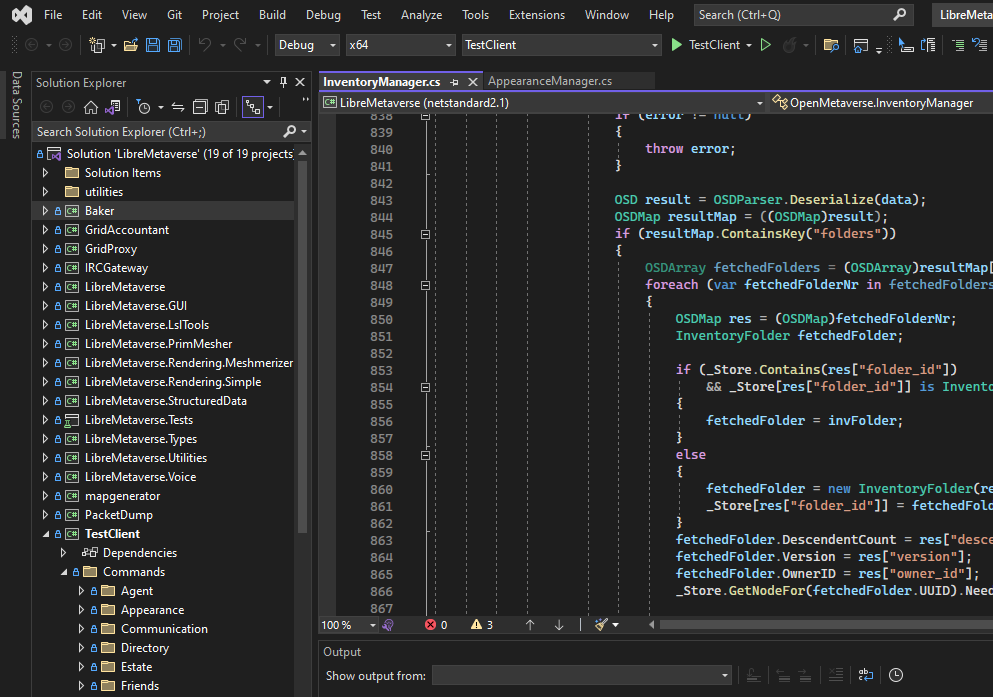 File Edit View Git Project Build Debug Test Analyze Tools Extensions Window Help Search (Ctrl+Q) LibreMeta
Debug x64 TestClient TestClient
Data Sources
Solution Explorer
Search Solution Explorer (Ctrl+;)
Solution 'LibreMetaverse' (19 of 19 projects)
Solution Items
utilities
Baker
GridAccountant
GridProxy
IRCGateway
LibreMetaverse
LibreMetaverse.GUI
LibreMetaverse.LslTools
LibreMetaverse.PrimMesher
LibreMetaverse.Rendering.Meshmerizer
LibreMetaverse.Rendering.Simple
LibreMetaverse.StructuredData
LibreMetaverse.Tests
LibreMetaverse.Types
LibreMetaverse.Utilities
LibreMetaverse.Voice
mapgenerator
PacketDump
TestClient
Dependencies
Commands
Agent
Appearance
Communication
Directory
Estate
Friends
InventoryManager.cs AppearanceManager.cs
LibreMetaverse (netstandard2.1) OpenMetaverse.InventoryManager
838 if (error != null)
839 {
840 throw error;
841 }
842
843 OSD result = OSDParser.Deserialize(data);
844 OSDMap resultMap = ((OSDMap)result);
845 if (resultMap.ContainsKey("folders"))
846 {
847 OSDArray fetchedFolders = (OSDArray)resultMap[
848 foreach (var fetchedFolderNr in fetchedFolders
849 {
850 OSDMap res = (OSDMap)fetchedFolderNr;
851 InventoryFolder fetchedFolder;
852
853 if (_Store.Contains(res["folder_id"])
854 && _Store[res["folder_id"]] is Invento
855 {
856 fetchedFolder = invFolder;
857 }
858 else
859 {
860 fetchedFolder = new InventoryFolder(re
861 _Store[res["folder_id"]] = fetchedFold
862 }
863 fetchedFolder.DescendentCount = res["desce
864 fetchedFolder.Version = res["version"];
865 fetchedFolder.OwnerID = res["owner_id"];
866 _Store.GetNodeFor(fetchedFolder.UUID).Need
867
100 % 0 3
Output
Show output from: